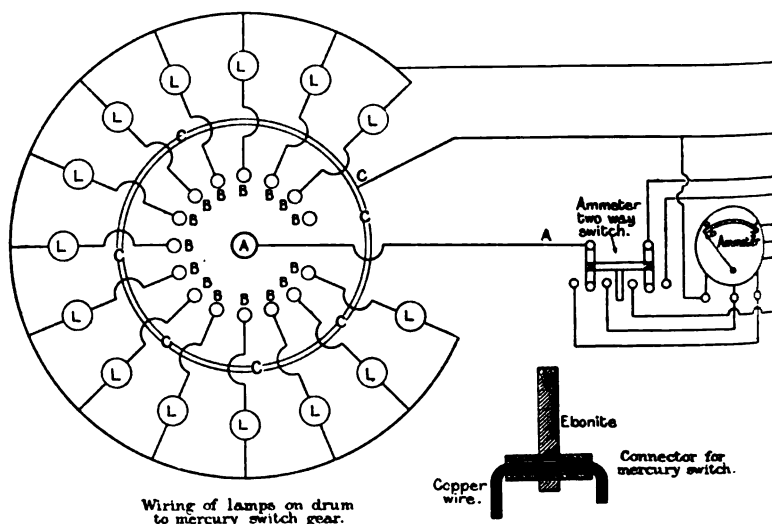 L
L
L
L
L
C
L
C
B
B
B
B
B
C
B
B
L
B
A
A
C
B
B
B
B
B
B
B
B
L
L
C
C
L
L
C
L
L
L
Ammeter
two way
switch.
Ammeter
Ebonite
Connector for
mercury switch.
Copper
wire.
Wiring of lamps on drum
to mercury switch gear.